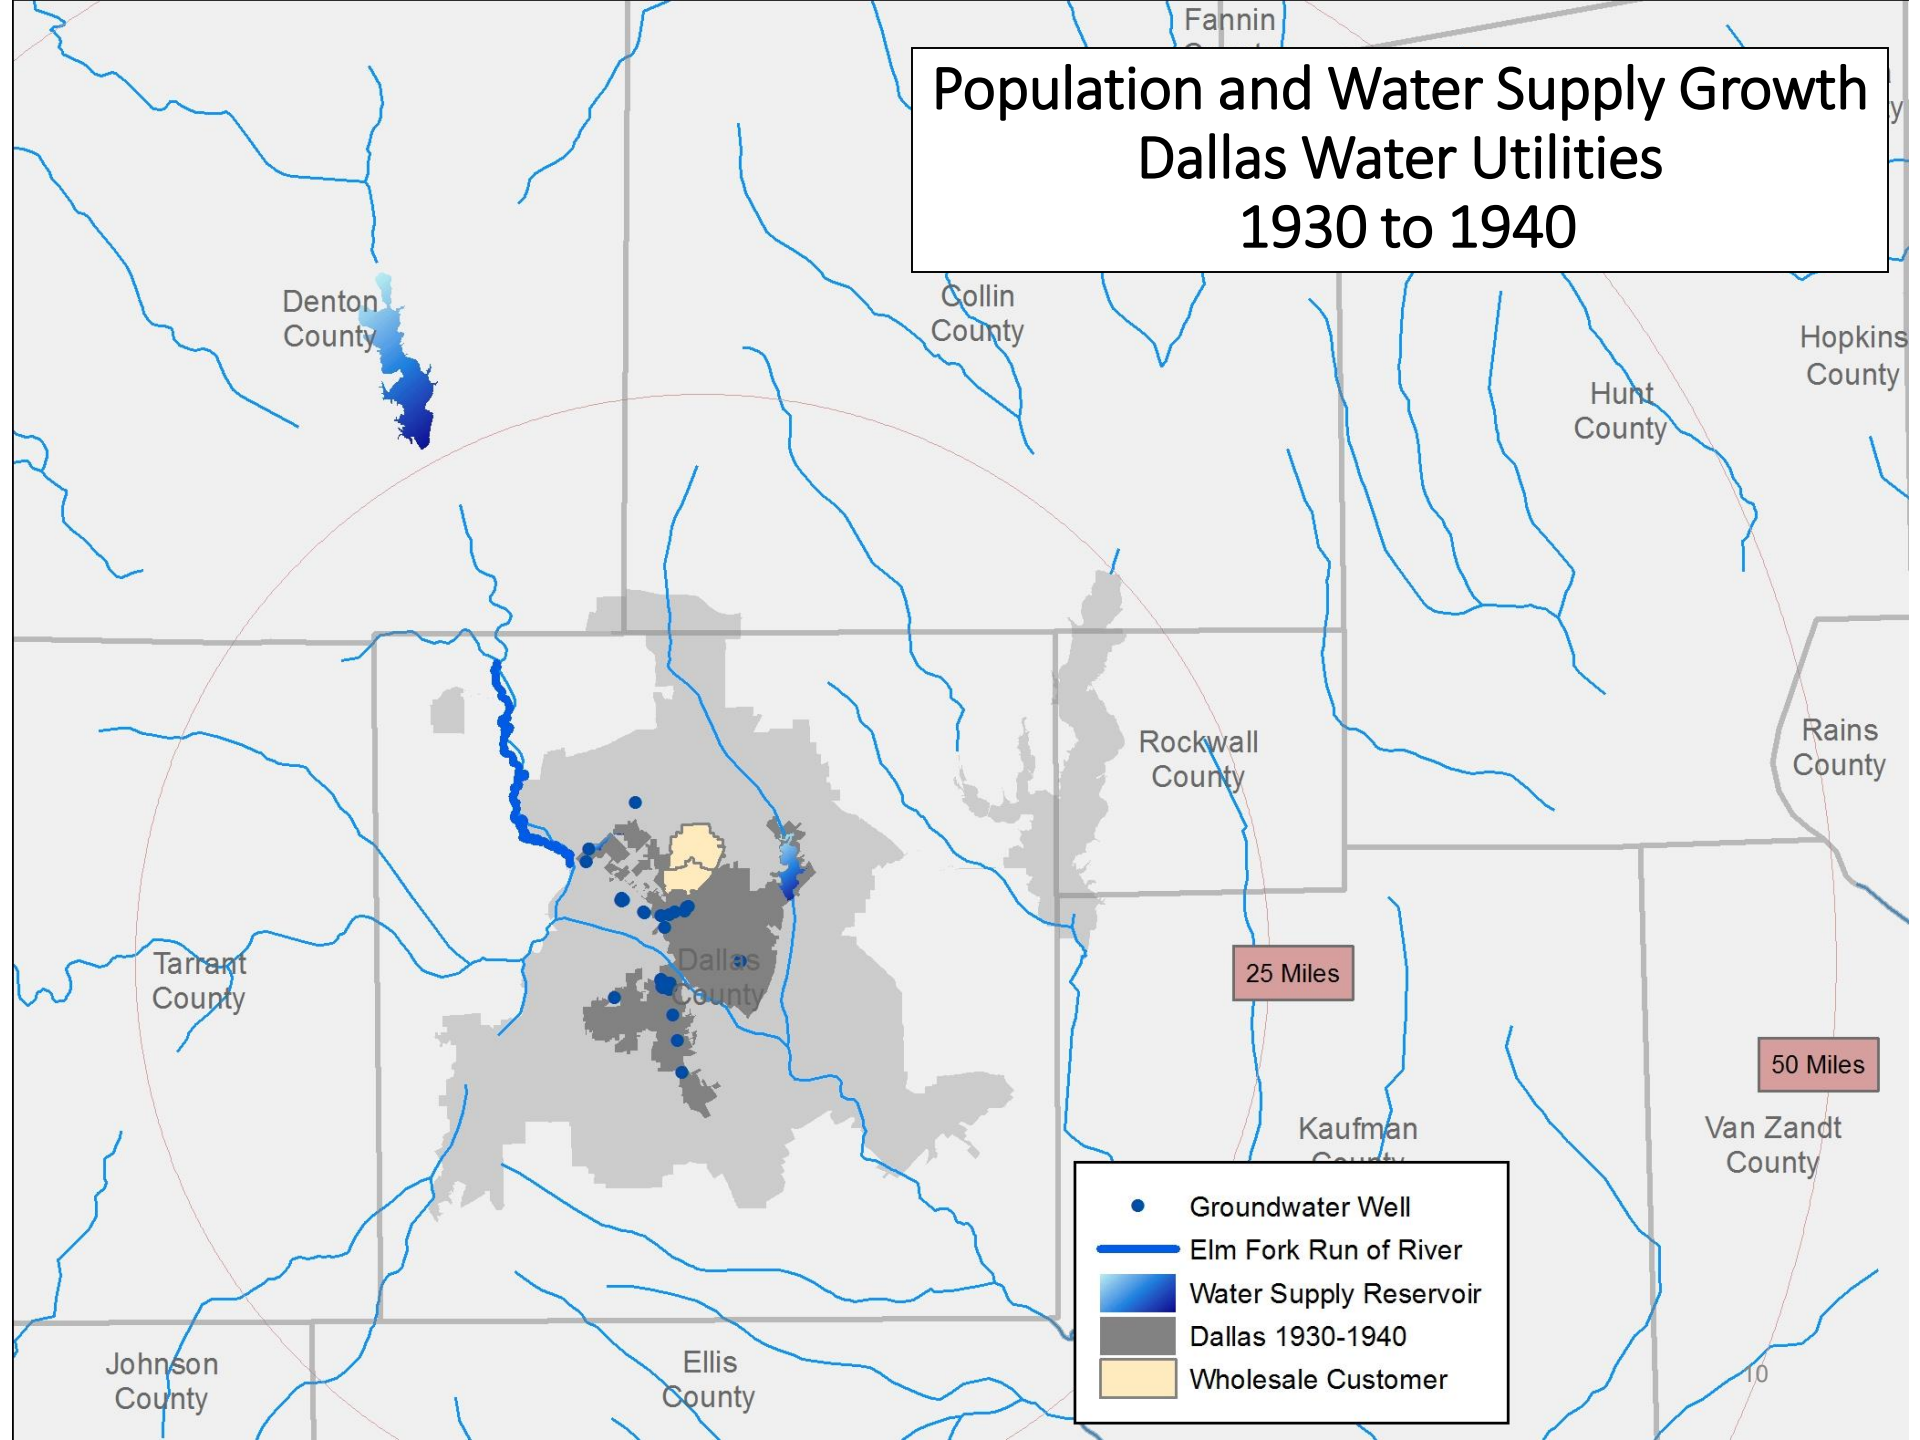 Fannin
Population and Water Supply Growth
Dallas Water Utilities
1930 to 1940
Denton
County
Collin
County
Hopkins
County
Hunt
County
Rockwall
County
Rains
County
Tarrant
County
Dallas
County
25 Miles
50 Miles
Kaufman
County
Van Zandt
County
Groundwater Well
Elm Fork Run of River
Water Supply Reservoir
Dallas 1930-1940
Wholesale Customer
Johnson
County
Ellis
County
10